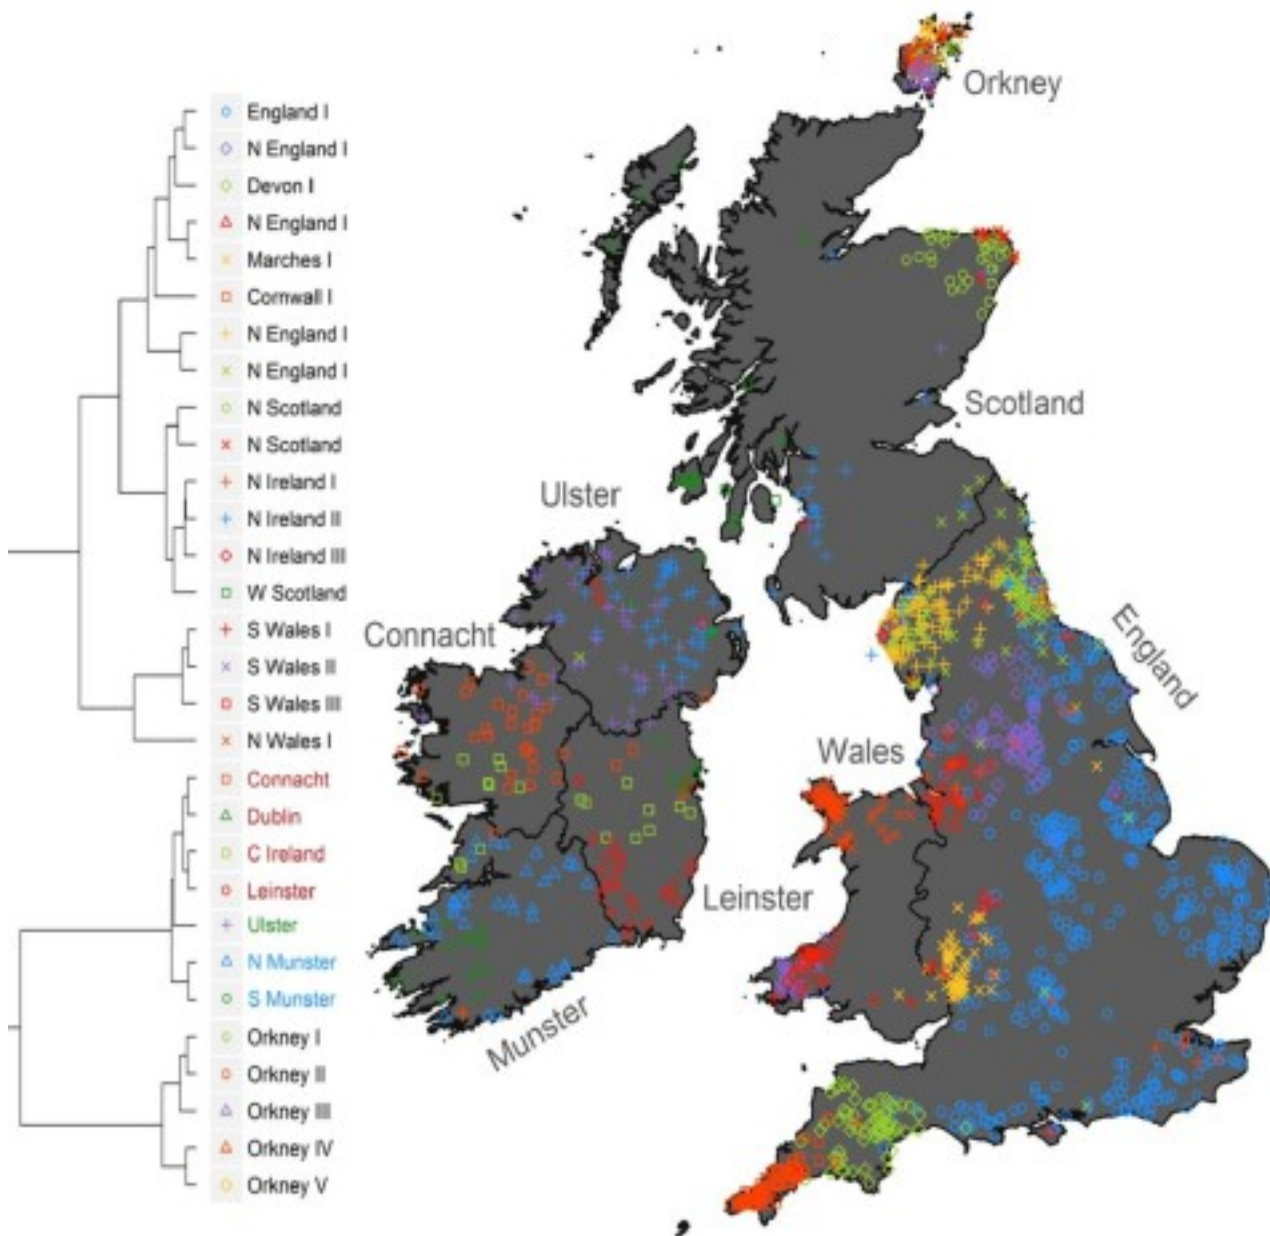 England I
N England I
Devon I
N England I
Marches I
Cornwall I
N England I
N England I
N Scotland
N Scotland
N Ireland I
N Ireland II
N Ireland III
W Scotland
S Wales I
S Wales II
S Wales III
N Wales I
Connacht
Dublin
C Ireland
Leinster
Ulster
N Munster
S Munster
Orkney I
Orkney II
Orkney III
Orkney IV
Orkney V
Orkney
Scotland
Ulster
Connacht
England
Wales
Leinster
Munster